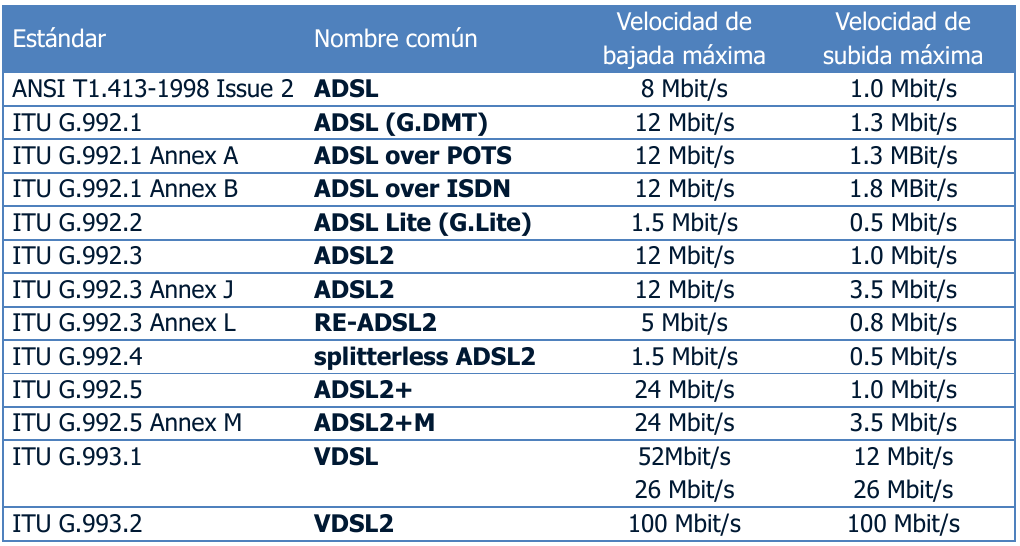 Estándar Nombre común Velocidad de bajada máxima Velocidad de subida máxima
ANSI T1.413-1998 Issue 2 ADSL 8 Mbit/s 1.0 Mbit/s
ITU G.992.1 ADSL (G.DMT) 12 Mbit/s 1.3 Mbit/s
ITU G.992.1 Annex A ADSL over POTS 12 Mbit/s 1.3 MBit/s
ITU G.992.1 Annex B ADSL over ISDN 12 Mbit/s 1.8 MBit/s
ITU G.992.2 ADSL Lite (G.Lite) 1.5 Mbit/s 0.5 Mbit/s
ITU G.992.3 ADSL2 12 Mbit/s 1.0 Mbit/s
ITU G.992.3 Annex J ADSL2 12 Mbit/s 3.5 Mbit/s
ITU G.992.3 Annex L RE-ADSL2 5 Mbit/s 0.8 Mbit/s
ITU G.992.4 splitterless ADSL2 1.5 Mbit/s 0.5 Mbit/s
ITU G.992.5 ADSL2+ 24 Mbit/s 1.0 Mbit/s
ITU G.992.5 Annex M ADSL2+M 24 Mbit/s 3.5 Mbit/s
ITU G.993.1 VDSL 52Mbit/s 12 Mbit/s
26 Mbit/s 26 Mbit/s
ITU G.993.2 VDSL2 100 Mbit/s 100 Mbit/s